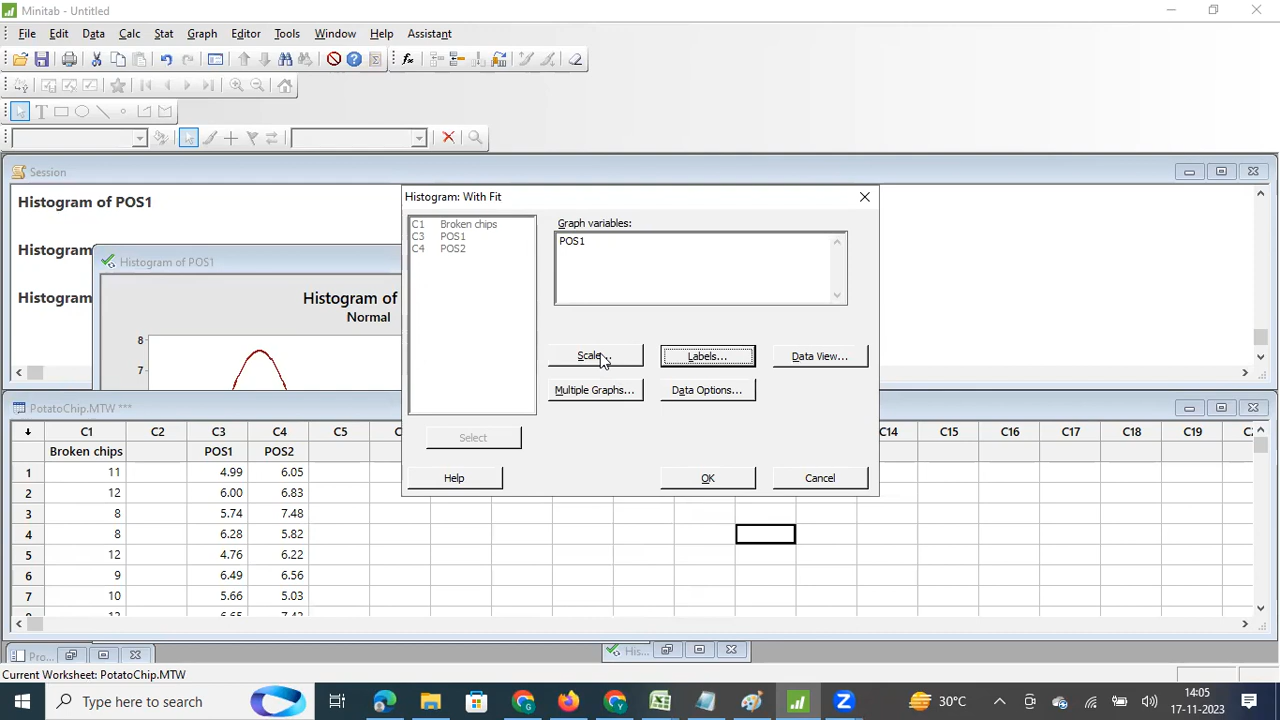 Minitab - Untitled
File Edit Data Calc Stat Graph Editor Tools Window Help Assistant
Session
Histogram of POS1
Histogram
Histogram
Histogram of POS1
Histogram of
Normal
8
7
Histogram: With Fit
C1 Broken chips
C3 POS1
C4 POS2
Graph variables:
POS1
Scale...
Labels...
Data View...
Multiple Graphs...
Data Options...
Select
Help
OK
Cancel
PotatoChip.MTW ***
C1 C2 C3 C4 C5 C14 C15 C16 C17 C18 C19
Broken chips POS1 POS2
1 11 4.99 6.05
2 12 6.00 6.83
3 8 5.74 7.48
4 8 6.28 5.82
5 12 4.76 6.22
6 9 6.49 6.56
7 10 5.66 5.03
Pro...
His...
Current Worksheet: PotatoChip.MTW
Type here to search
30°C
14:05
17-11-2023